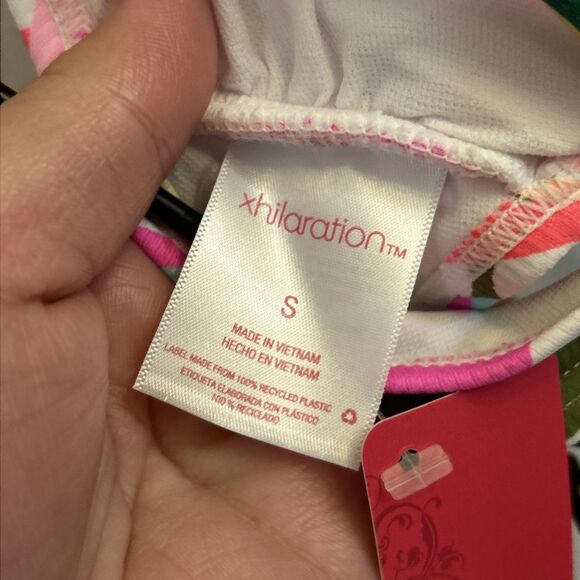 xhilaration™
S
MADE IN VIETNAM
HECHO EN VIETNAM
LABEL MADE FROM 100% RECYCLED PLASTIC
ETIQUETA ELABORADA CON PLÁSTICO
100 % RECICLADO